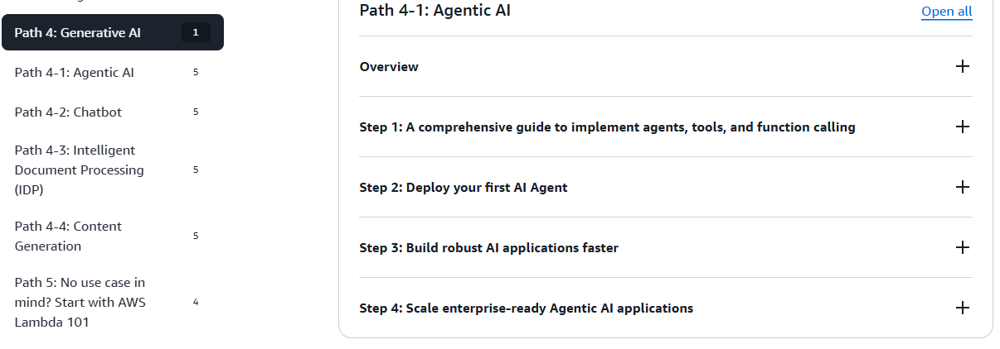 Path 4: Generative AI 1
Path 4-1: Agentic AI 5
Path 4-2: Chatbot 5
Path 4-3: Intelligent
Document Processing 5
(IDP)
Path 4-4: Content
Generation 5
Path 5: No use case in
mind? Start with AWS 4
Lambda 101
Path 4-1: Agentic AI Open all
Overview
Step 1: A comprehensive guide to implement agents, tools, and function calling
Step 2: Deploy your first AI Agent
Step 3: Build robust AI applications faster
Step 4: Scale enterprise-ready Agentic AI applications